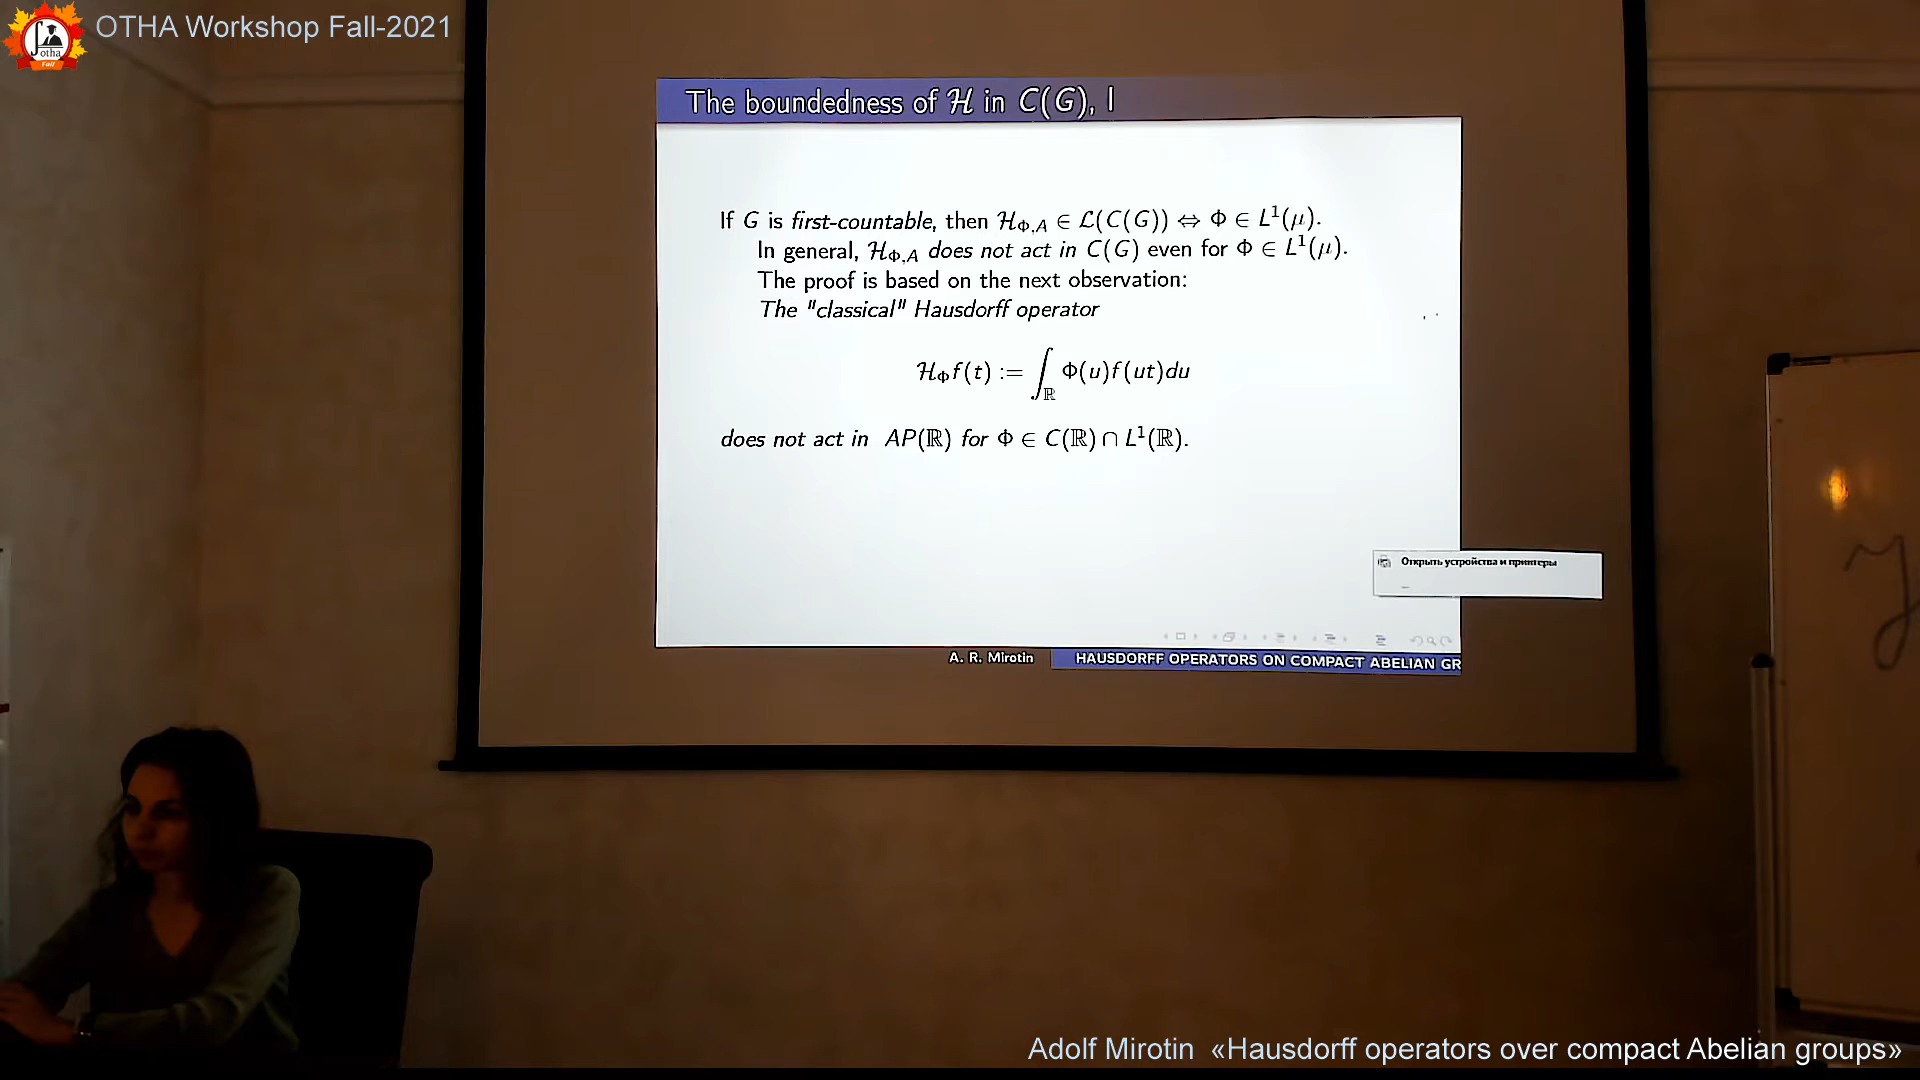 OTHA Workshop Fall-2021
otha
Fall
The boundedness of ℋ in C(G), I
If G is first-countable, then ℋ_{Φ,A} ∈ ℒ(C(G)) ⇔ Φ ∈ L¹(μ).
In general, ℋ_{Φ,A} does not act in C(G) even for Φ ∈ L¹(μ).
The proof is based on the next observation:
The "classical" Hausdorff operator
ℋ_Φ f(t) := ∫_ℝ Φ(u)f(ut)du
does not act in AP(ℝ) for Φ ∈ C(ℝ) ∩ L¹(ℝ).
Открыть устройства и принтеры
A. R. Mirotin
HAUSDORFF OPERATORS ON COMPACT ABELIAN GR
y
Adolf Mirotin «Hausdorff operators over compact Abelian groups»